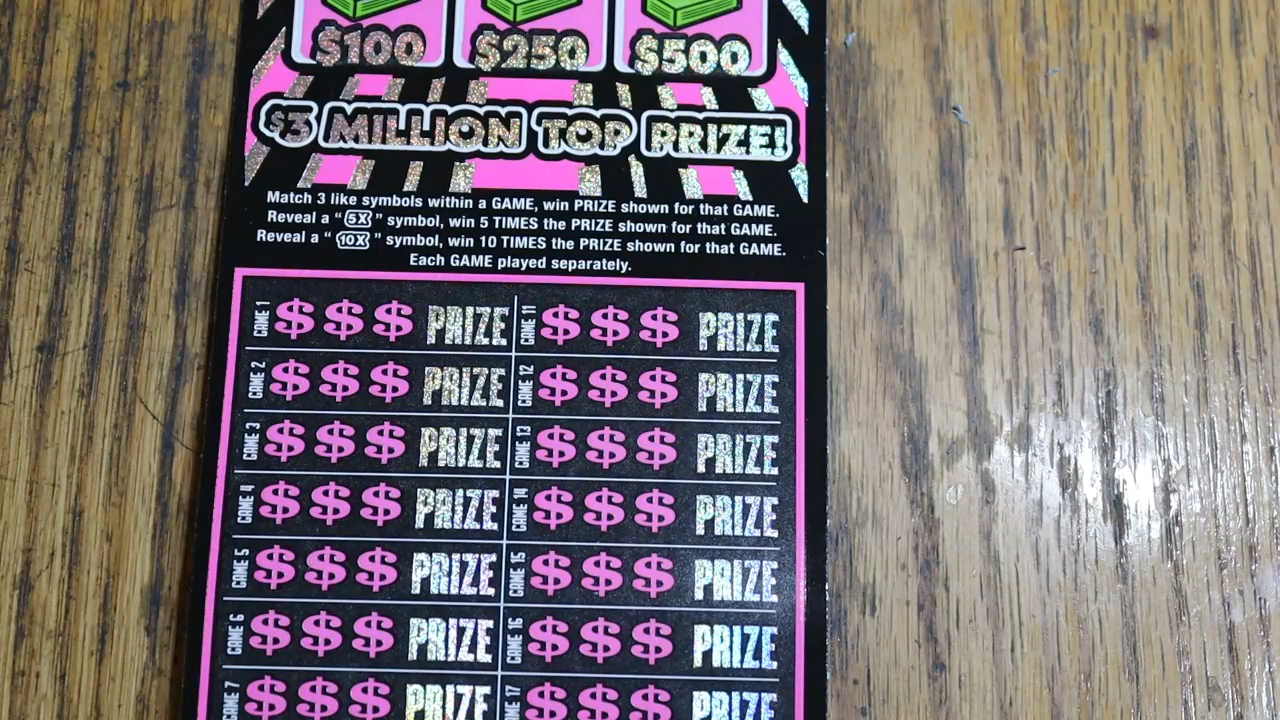 $100 $250 $500
$3 MILLION TOP PRIZE!
Match 3 like symbols within a GAME, win PRIZE shown for that GAME.
Reveal a "5X" symbol, win 5 TIMES the PRIZE shown for that GAME.
Reveal a "10X" symbol, win 10 TIMES the PRIZE shown for that GAME.
Each GAME played separately.
GAME 1 $ $ $ PRIZE GAME 11 $ $ $ PRIZE
GAME 2 $ $ $ PRIZE GAME 12 $ $ $ PRIZE
GAME 3 $ $ $ PRIZE GAME 13 $ $ $ PRIZE
GAME 4 $ $ $ PRIZE GAME 14 $ $ $ PRIZE
GAME 5 $ $ $ PRIZE GAME 15 $ $ $ PRIZE
GAME 6 $ $ $ PRIZE GAME 16 $ $ $ PRIZE
GAME 7 $ $ $ PRIZE GAME 17 $ $ $ PRIZE